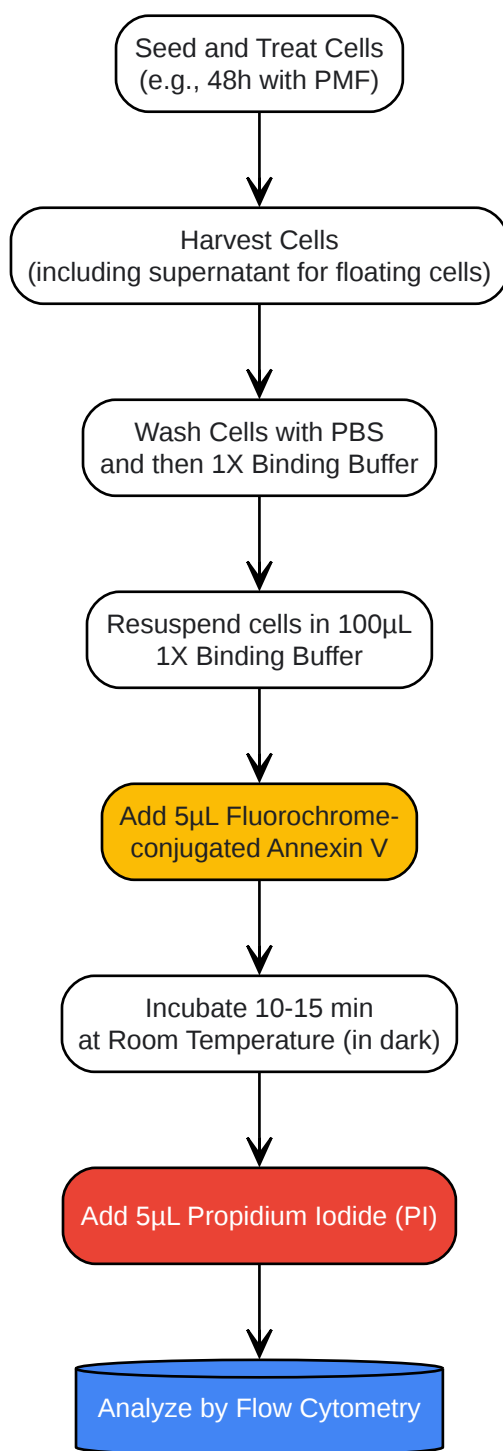 Seed and Treat Cells
(e.g., 48h with PMF)
Harvest Cells
(including supernatant for floating cells)
Wash Cells with PBS
and then 1X Binding Buffer
Resuspend cells in 100µL
1X Binding Buffer
Add 5µL Fluorochrome-
conjugated Annexin V
Incubate 10-15 min
at Room Temperature (in dark)
Add 5µL Propidium Iodide (PI)
Analyze by Flow Cytometry